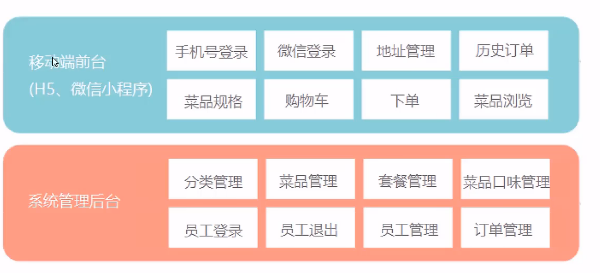 移动端前台
(H5、微信小程序)
手机号登录 微信登录 地址管理 历史订单
菜品规格 购物车 下单 菜品浏览
系统管理后台
分类管理 菜品管理 套餐管理 菜品口味管理
员工登录 员工退出 员工管理 订单管理